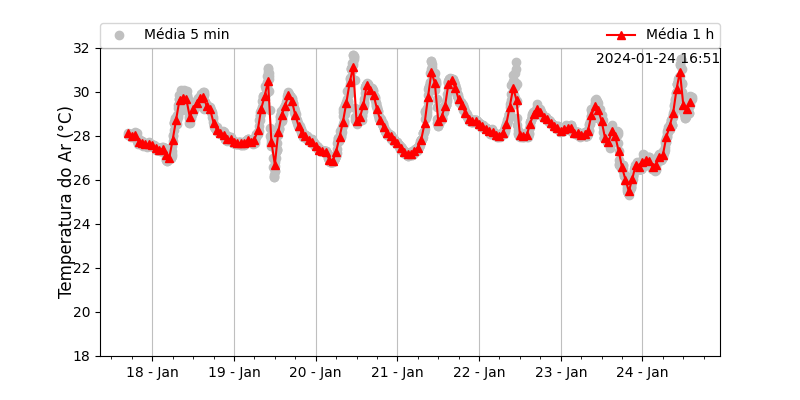 Média 5 min
Média 1 h
2024-01-24 16:51
Temperatura do Ar (°C)
32
30
28
26
24
22
20
18
18 - Jan
19 - Jan
20 - Jan
21 - Jan
22 - Jan
23 - Jan
24 - Jan